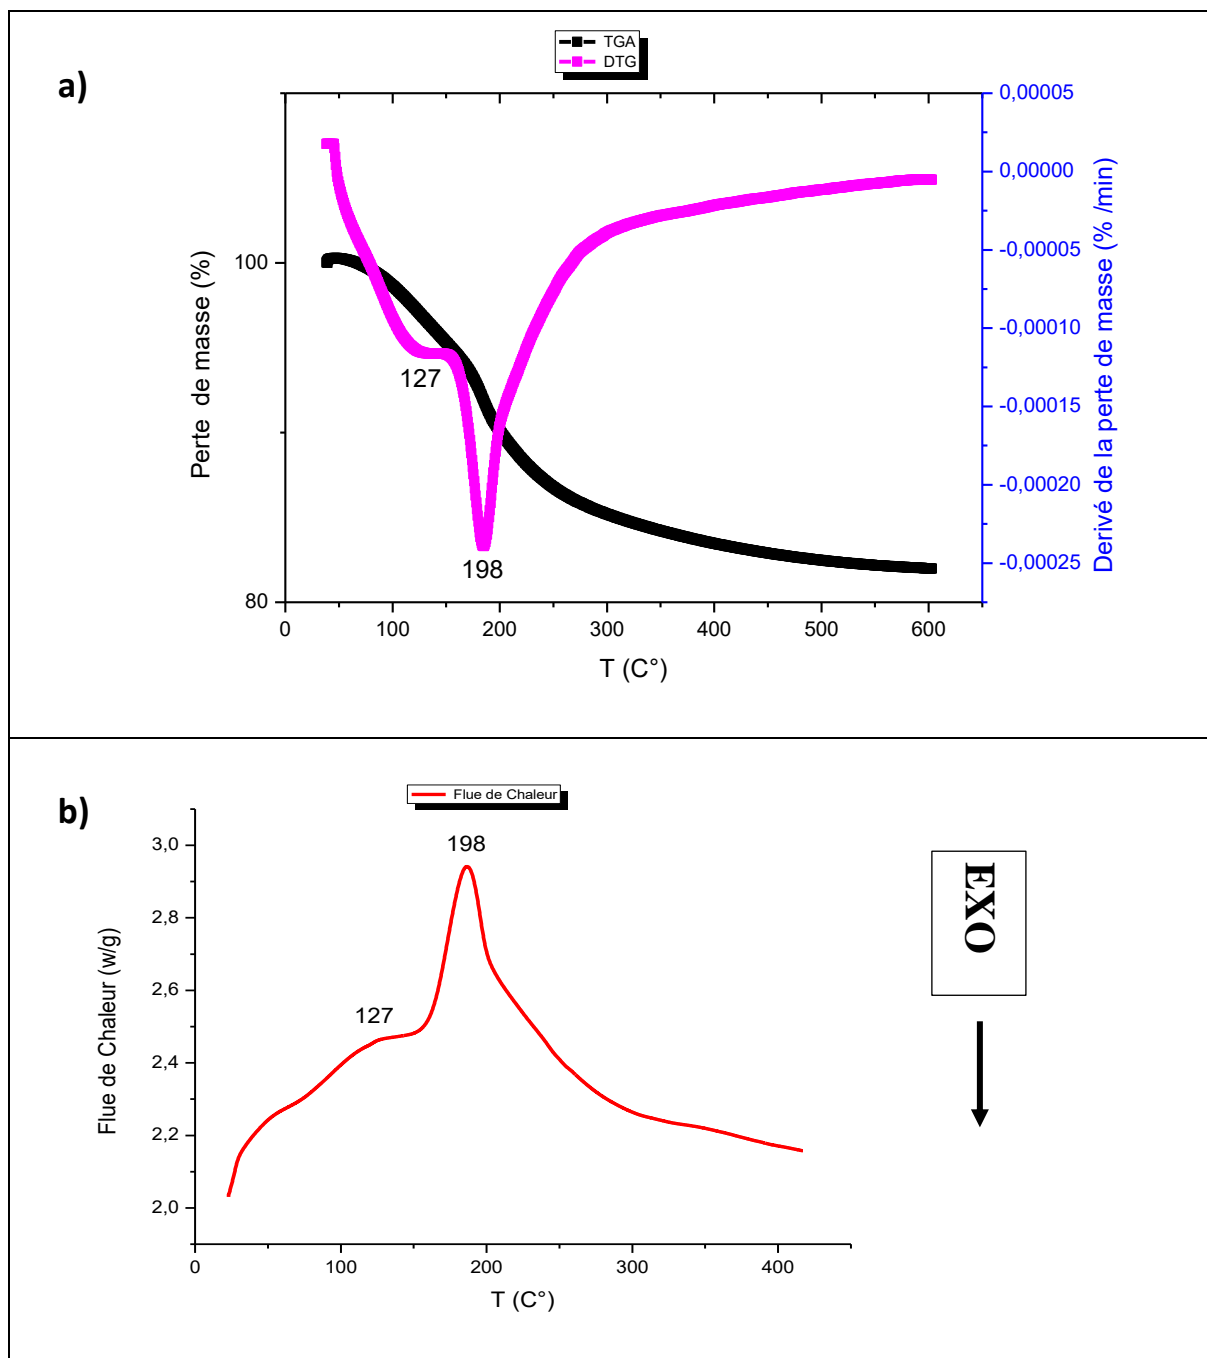 a)
TGA
DTG
Perte de masse (%)
100
80
127
198
0 100 200 300 400 500 600
T (C°)
0,00005
0,00000
-0,00005
-0,00010
-0,00015
-0,00020
-0,00025
Derivé de la perte de masse (% /min)
b)
Flue de Chaleur
Flue de Chaleur (w/g)
3,0
2,8
2,6
2,4
2,2
2,0
198
127
0 100 200 300 400
T (C°)
EXO